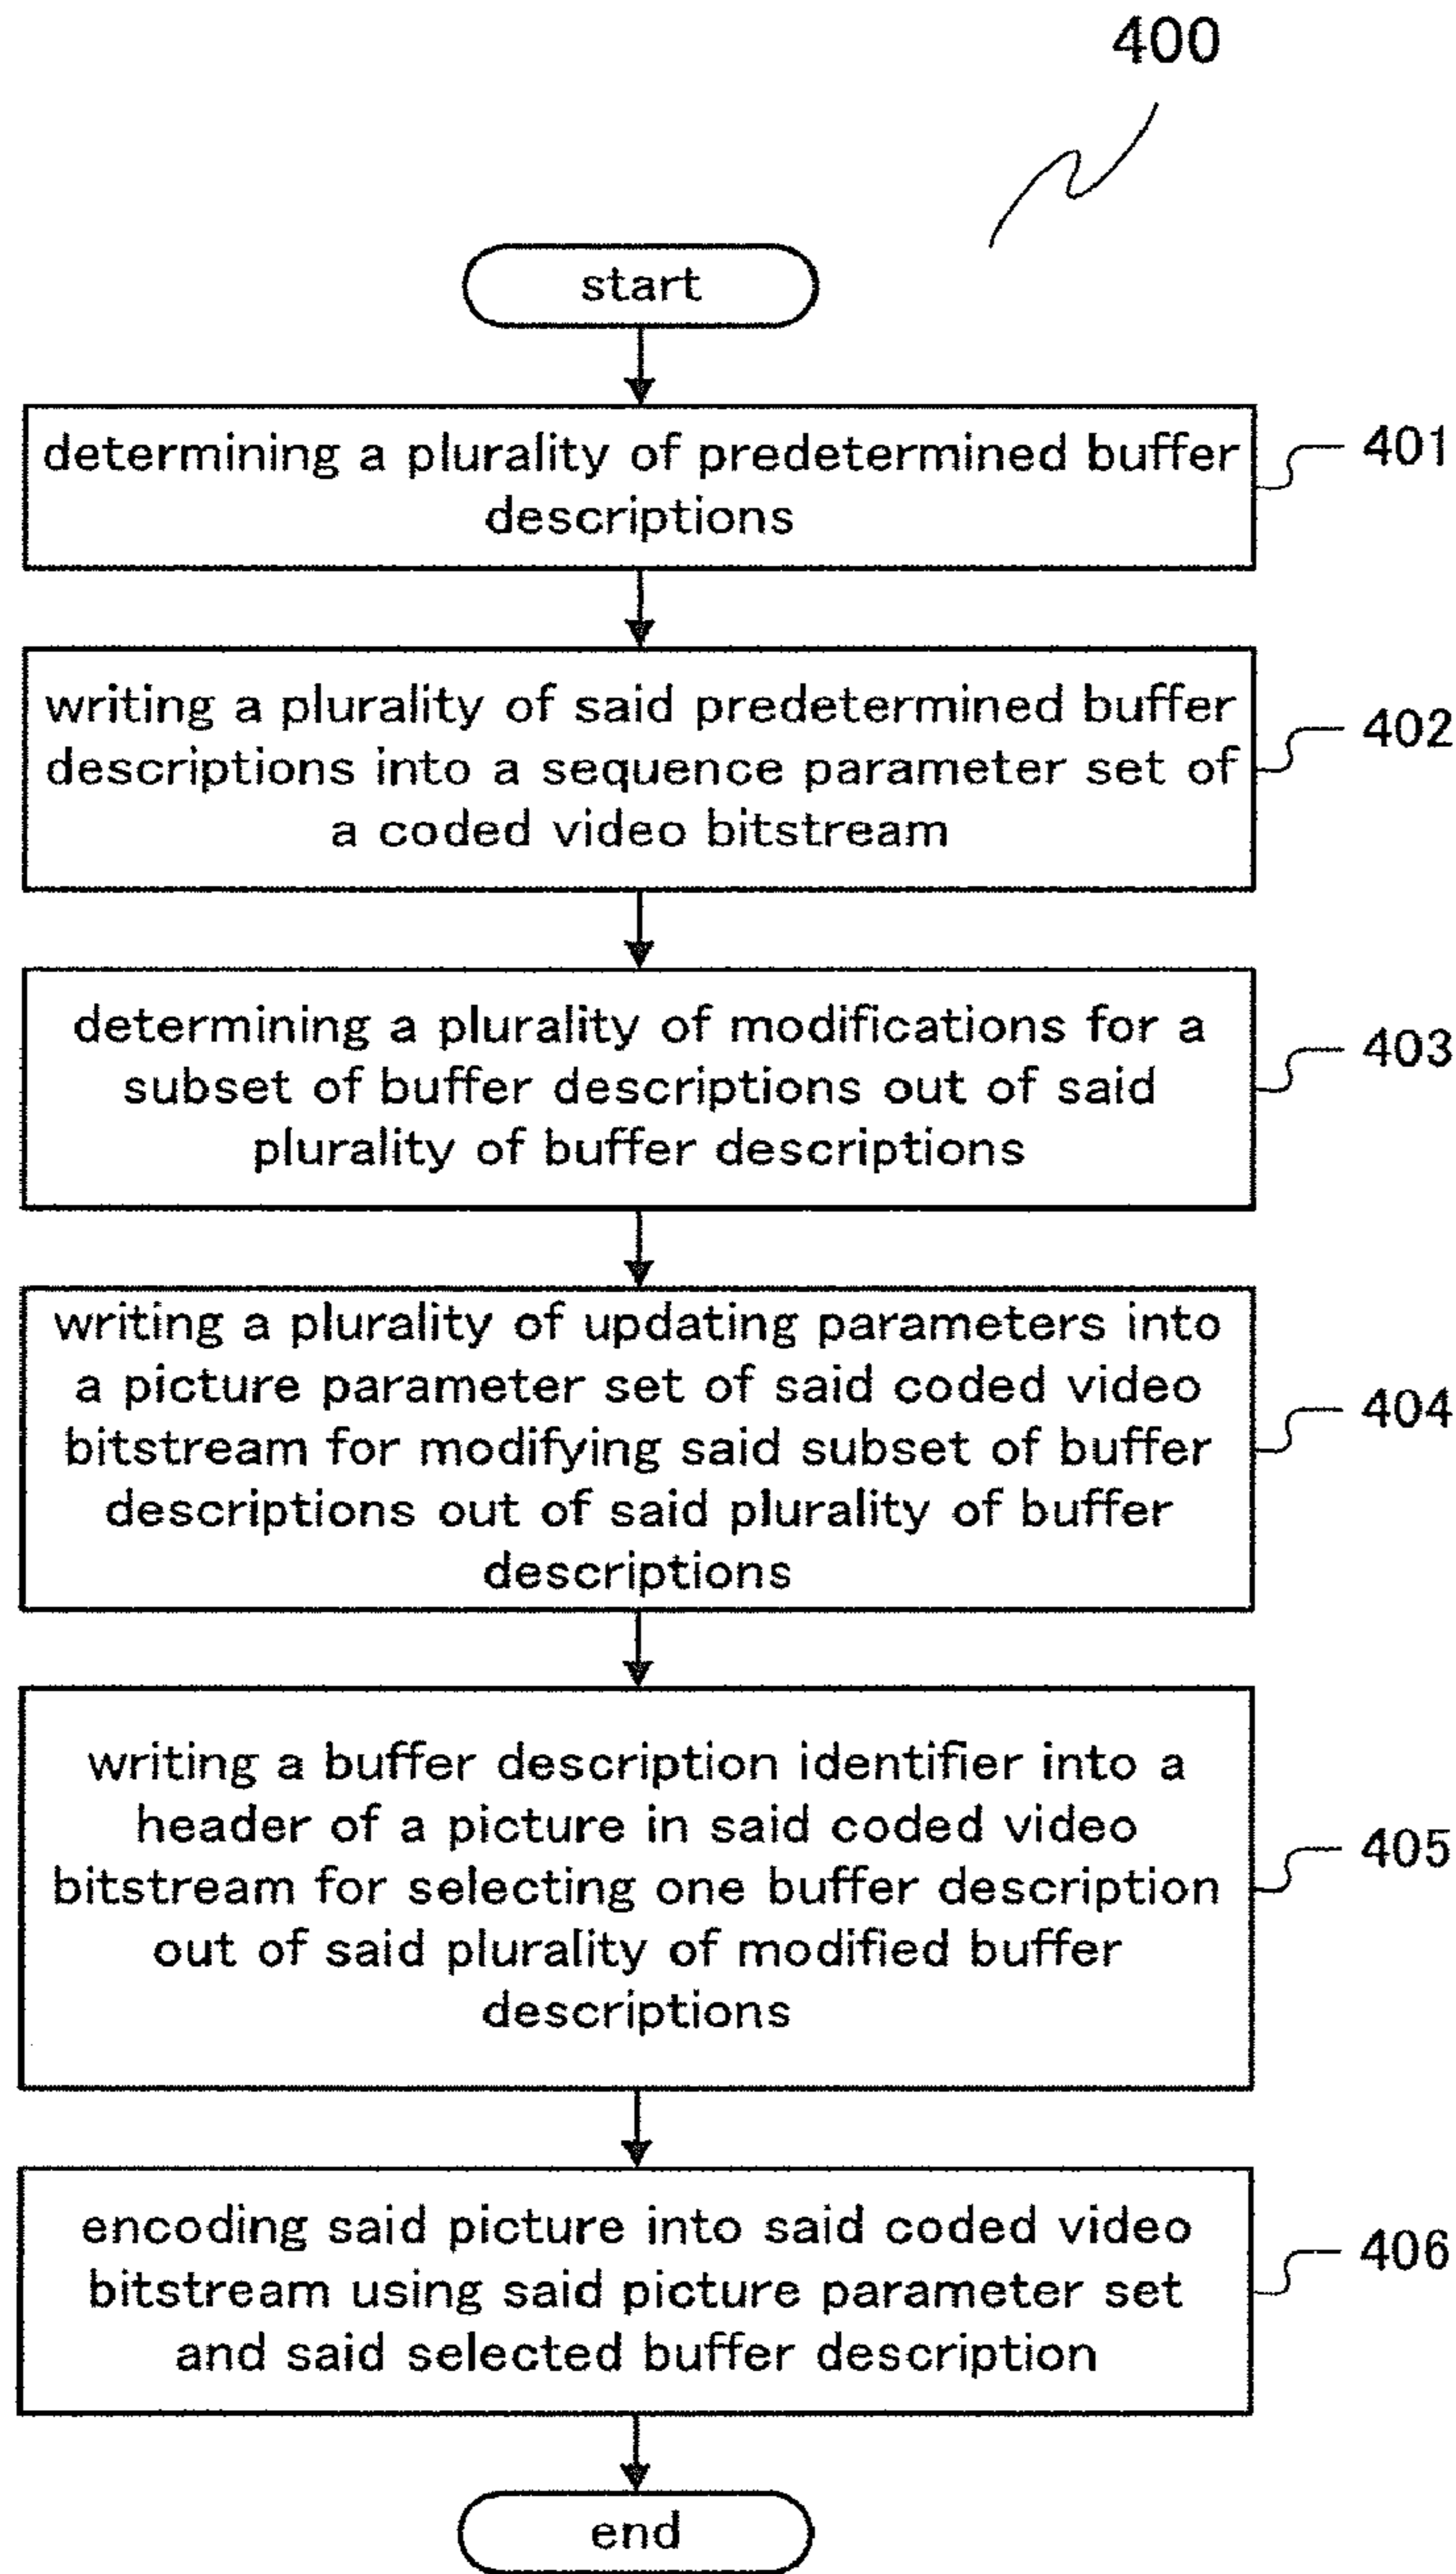 400
start
determining a plurality of predetermined buffer
descriptions
401
writing a plurality of said predetermined buffer
descriptions into a sequence parameter set of
a coded video bitstream
402
determining a plurality of modifications for a
subset of buffer descriptions out of said
plurality of buffer descriptions
403
writing a plurality of updating parameters into
a picture parameter set of said coded video
bitstream for modifying said subset of buffer
descriptions out of said plurality of buffer
descriptions
404
writing a buffer description identifier into a
header of a picture in said coded video
bitstream for selecting one buffer description
out of said plurality of modified buffer
descriptions
405
encoding said picture into said coded video
bitstream using said picture parameter set
and said selected buffer description
406
end